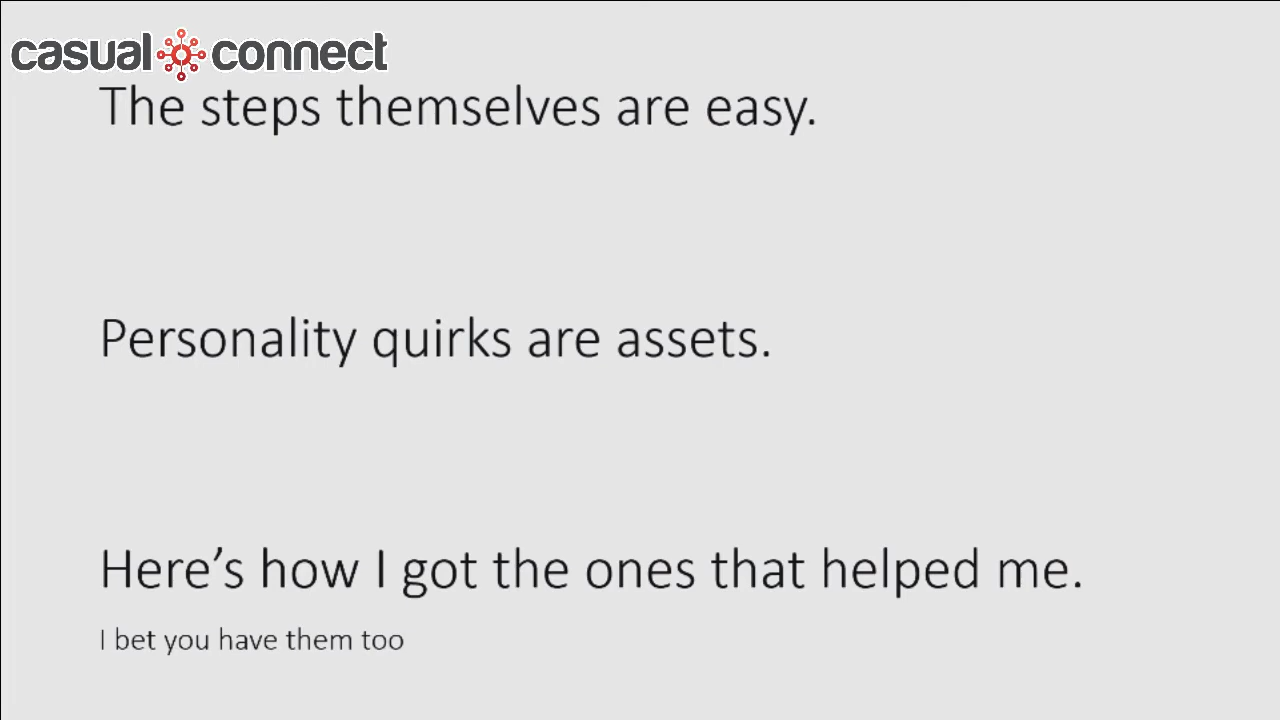 casual connect
The steps themselves are easy.
Personality quirks are assets.
Here’s how I got the ones that helped me.
I bet you have them too